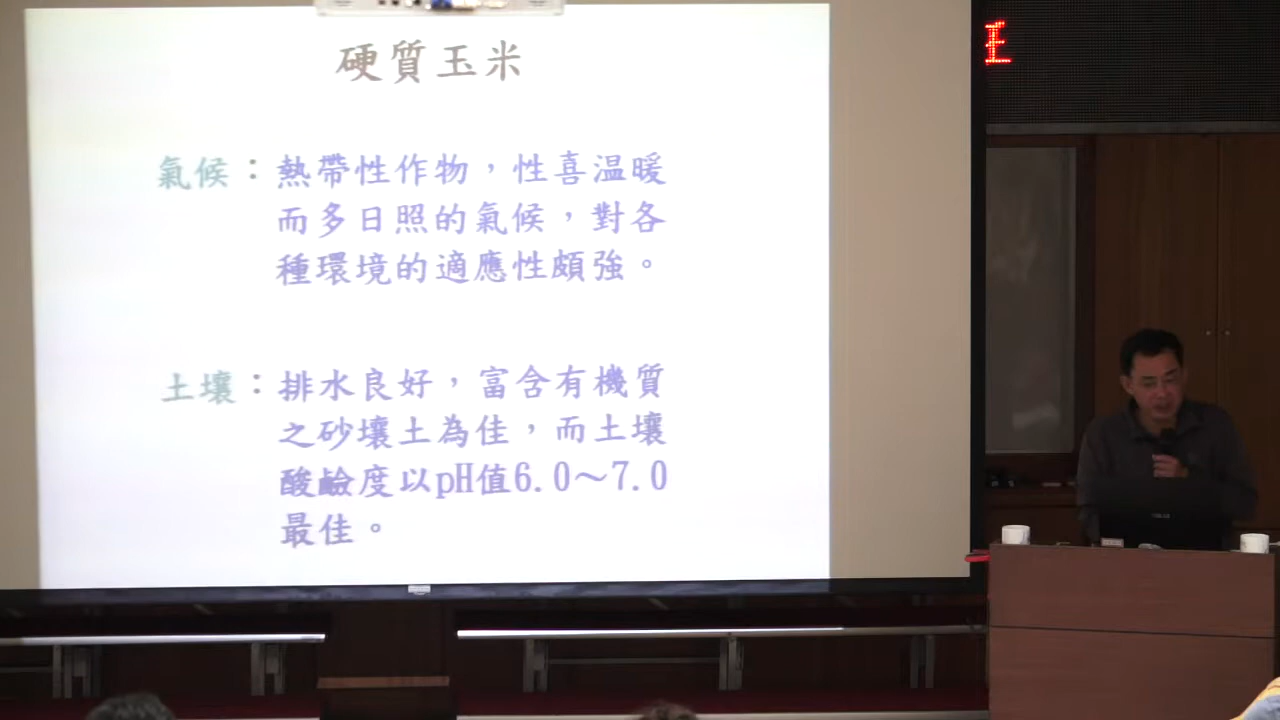 硬質玉米
氣候：熱帶性作物，性喜溫暖
而多日照的氣候，對各
種環境的適應性頗強。
土壤：排水良好，富含有機質
之砂壤土為佳，而土壤
酸鹼度以pH值6.0～7.0
最佳。